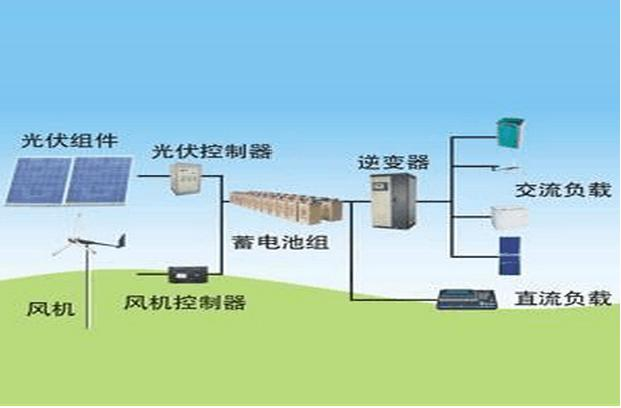 光伏组件
光伏控制器
逆变器
交流负载
蓄电池组
风机
风机控制器
直流负载